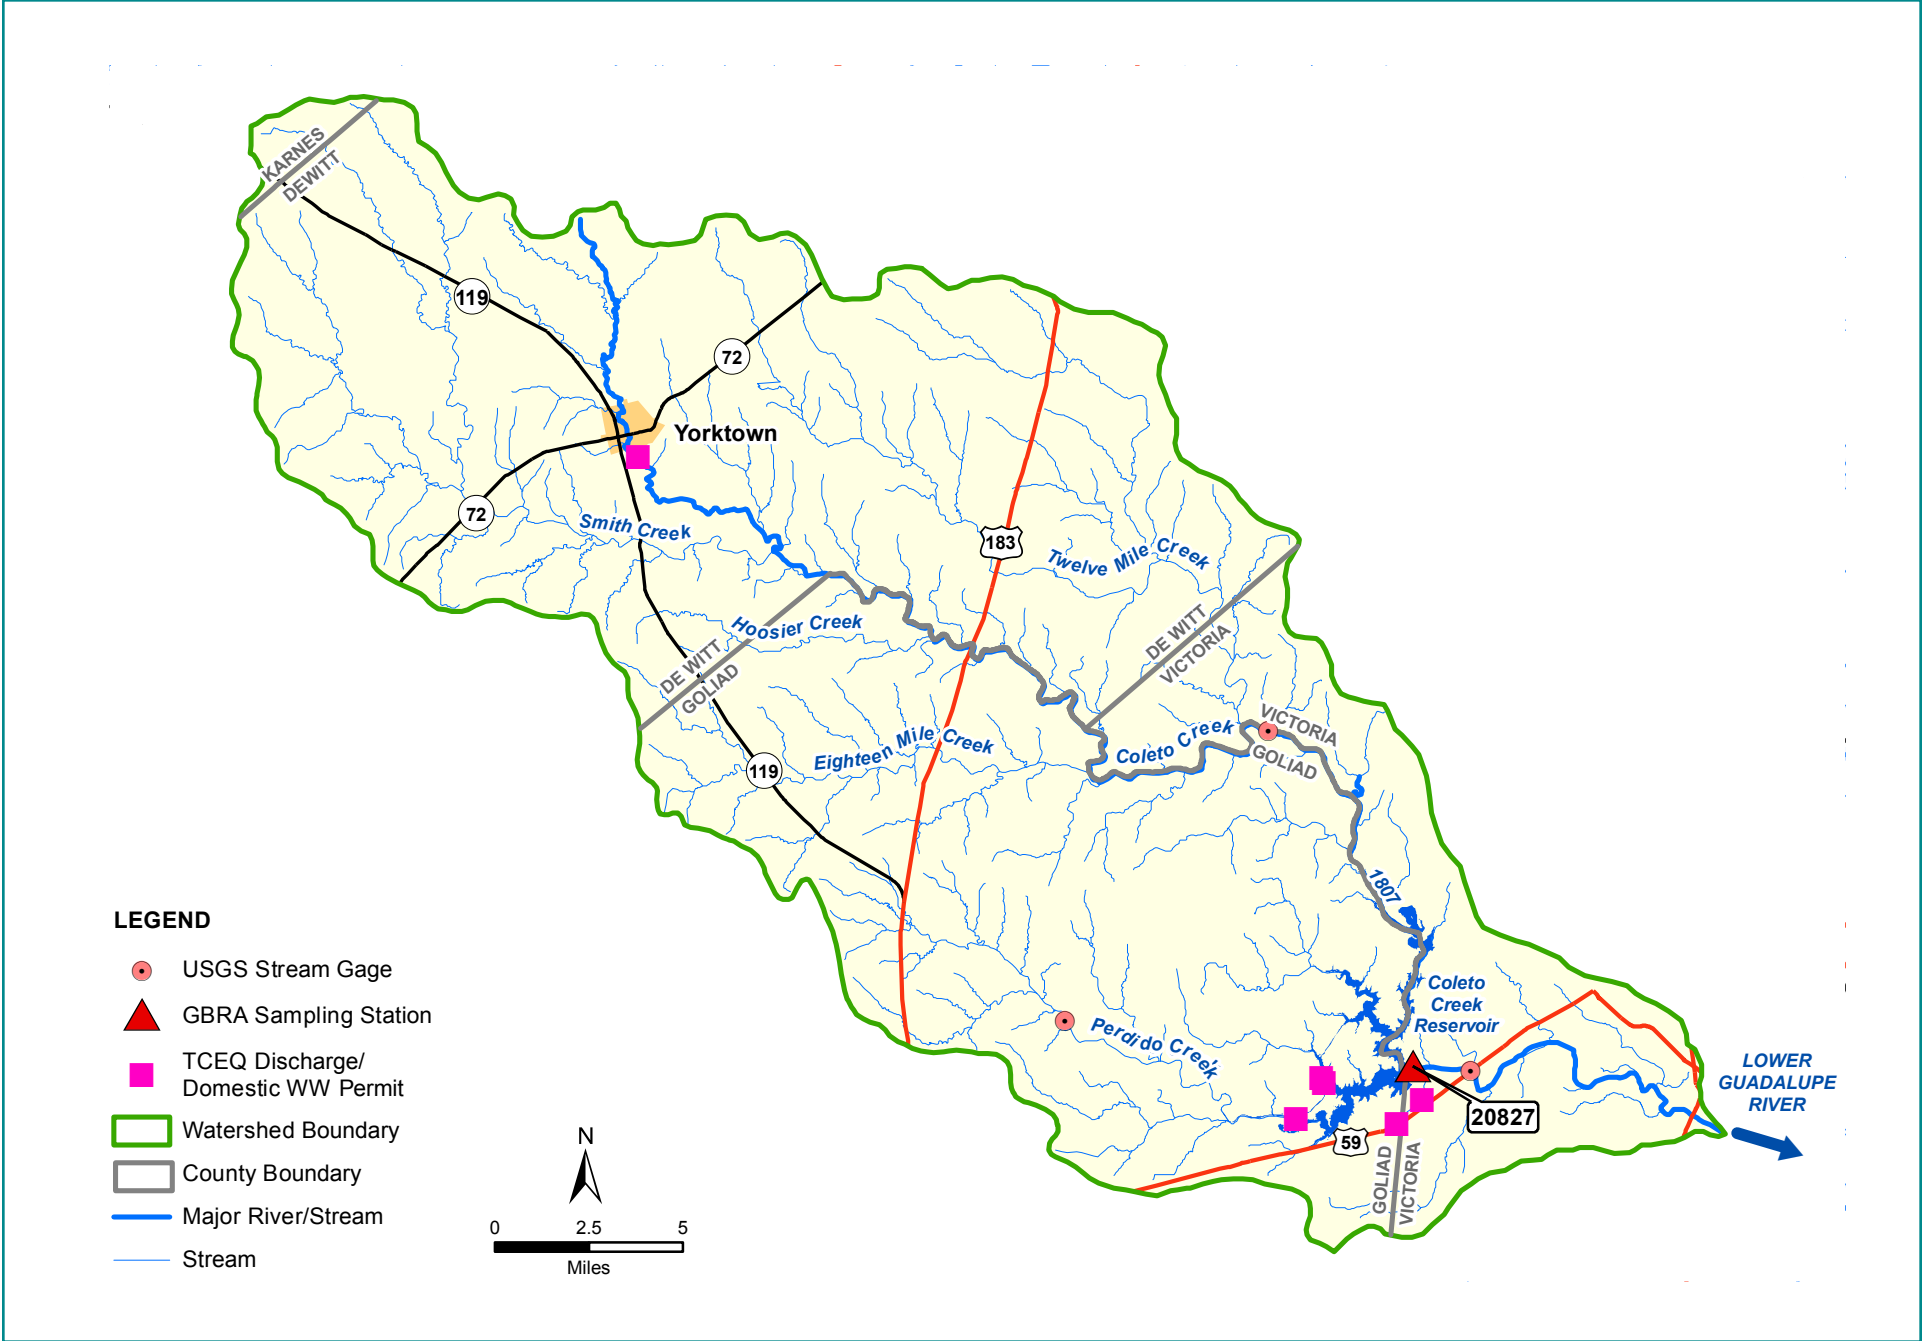 KARNES
DEWITT
119
72
Yorktown
72
Smith Creek
183
Twelve Mile Creek
Hoosier Creek
DE WITT
GOLIAD
DE WITT
VICTORIA
Eighteen Mile Creek
119
Coleto Creek
VICTORIA
GOLIAD
1807
Coleto
Creek
Reservoir
Perdido Creek
LOWER
GUADALUPE
RIVER
20827
59
GOLIAD
VICTORIA
LEGEND
USGS Stream Gage
GBRA Sampling Station
TCEQ Discharge/
Domestic WW Permit
Watershed Boundary
County Boundary
Major River/Stream
Stream
N
0 2.5 5
Miles